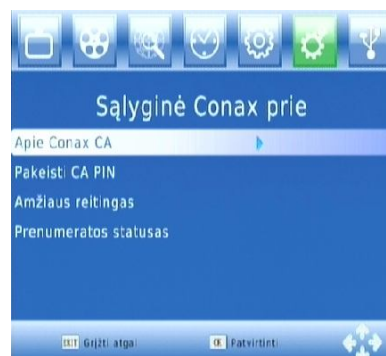 Sąlyginė Conax prie
Apie Conax CA
Pakeisti CA PIN
Amžiaus reitingas
Prenumeratos statusas
EXIT Grįžti atgal OK Patvirtinti